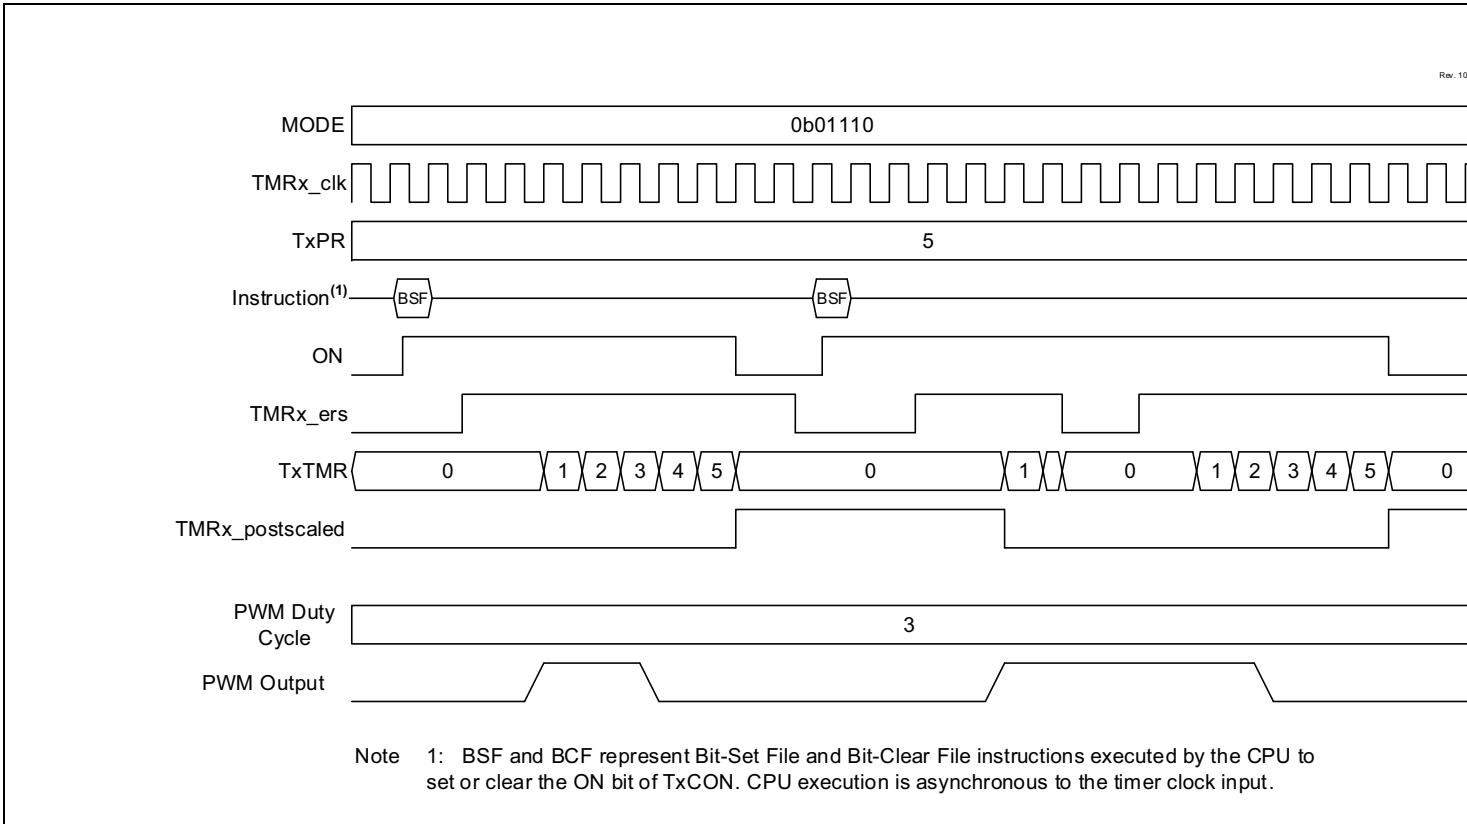 Rev. 10
MODE 0b01110
TMRx_clk
TxPR 5
Instruction(1) BSF BSF
ON
TMRx_ers
TxTMR 0 1 2 3 4 5 0 1 0 1 2 3 4 5 0
TMRx_postscaled
PWM Duty
Cycle 3
PWM Output
Note 1: BSF and BCF represent Bit-Set File and Bit-Clear File instructions executed by the CPU to
set or clear the ON bit of TxCON. CPU execution is asynchronous to the timer clock input.